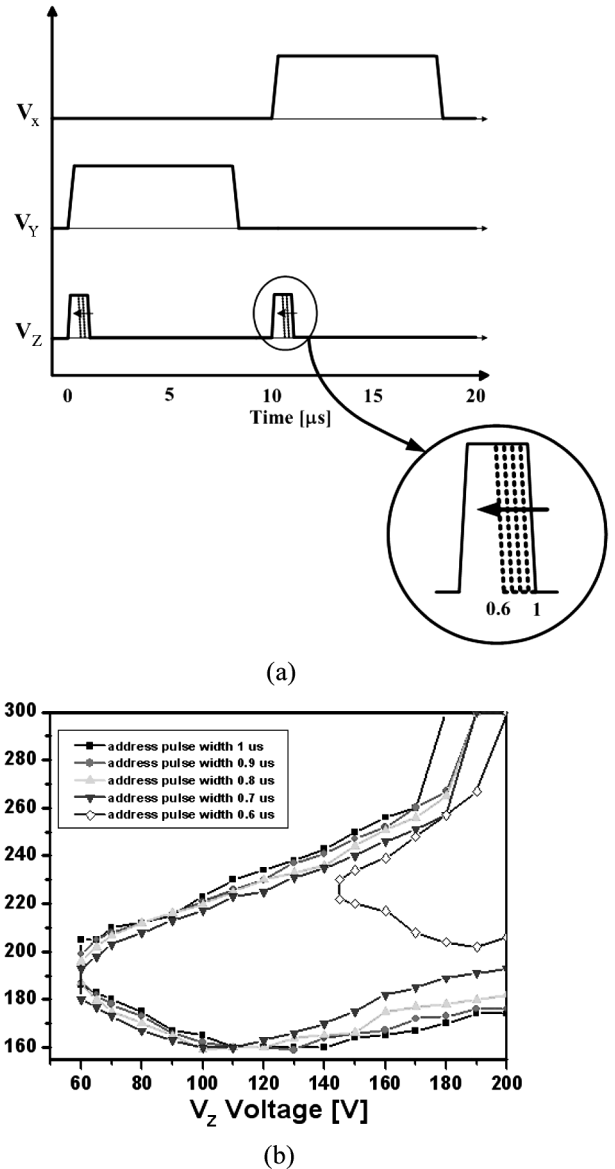 Vx
VY
VZ
0 5 10 15 20
Time [μs]
0.6 1
(a)
300
280
260
240
220
200
180
160
address pulse width 1 us
address pulse width 0.9 us
address pulse width 0.8 us
address pulse width 0.7 us
address pulse width 0.6 us
60 80 100 120 140 160 180 200
VZ Voltage [V]
(b)